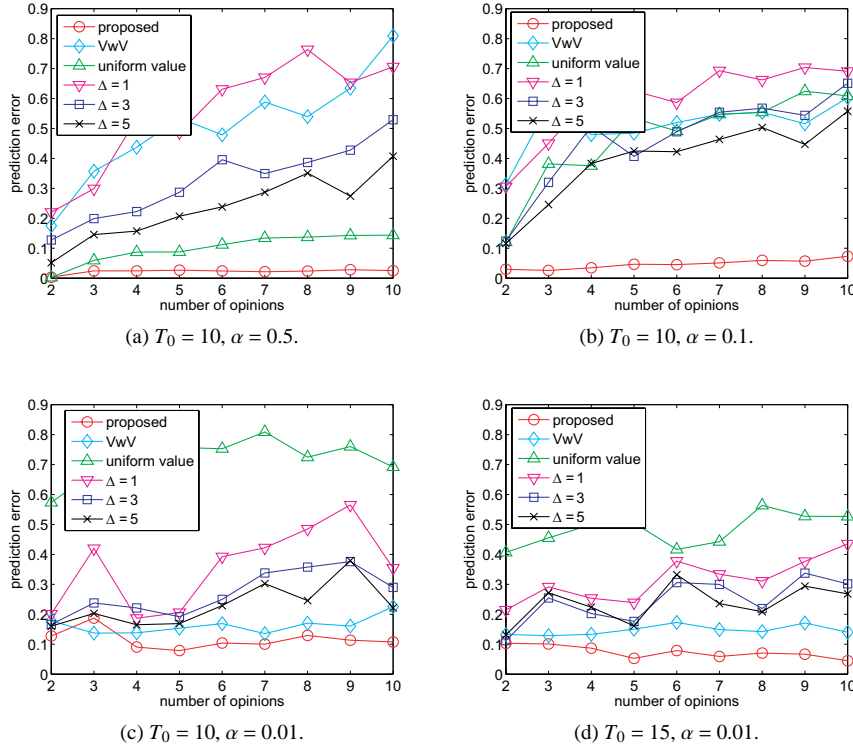 0.9
0.8
0.7
0.6
0.5
0.4
0.3
0.2
0.1
0
prediction error
proposed
VwV
uniform value
Δ = 1
Δ = 3
Δ = 5
2 3 4 5 6 7 8 9 10
number of opinions
(a) T0 = 10, α = 0.5.
0.9
0.8
0.7
0.6
0.5
0.4
0.3
0.2
0.1
0
prediction error
proposed
VwV
uniform value
Δ = 1
Δ = 3
Δ = 5
2 3 4 5 6 7 8 9 10
number of opinions
(b) T0 = 10, α = 0.1.
0.9
0.8
0.7
0.6
0.5
0.4
0.3
0.2
0.1
0
prediction error
proposed
VwV
uniform value
Δ = 1
Δ = 3
Δ = 5
2 3 4 5 6 7 8 9 10
number of opinions
(c) T0 = 10, α = 0.01.
0.9
0.8
0.7
0.6
0.5
0.4
0.3
0.2
0.1
0
prediction error
proposed
VwV
uniform value
Δ = 1
Δ = 3
Δ = 5
2 3 4 5 6 7 8 9 10
number of opinions
(d) T0 = 15, α = 0.01.